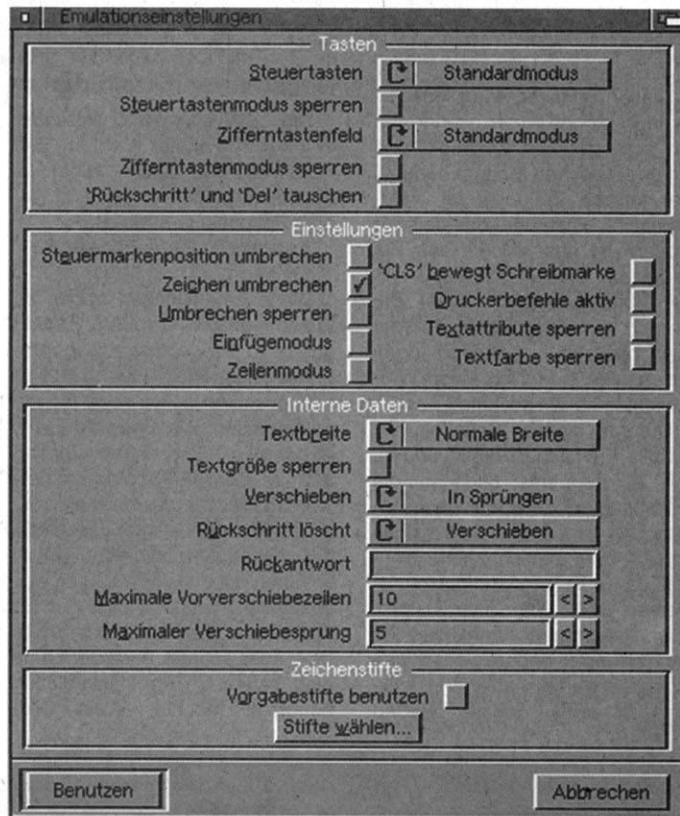 Emulationseinstellungen
Tasten
Steuertasten Standardmodus
Steuertastenmodus sperren
Zifferntastenfeld Standardmodus
Zifferntastenmodus sperren
'Rückschritt' und 'Del' tauschen
Einstellungen
Steuermarkenposition umbrechen
Zeichen umbrechen
Umbrechen sperren
Einfügemodus
Zeilenmodus
'CLS' bewegt Schreibmarke
Druckerbefehle aktiv
Textattribute sperren
Textfarbe sperren
Interne Daten
Textbreite Normale Breite
Textgröße sperren
Verschieben In Sprüngen
Rückschritt löscht Verschieben
Rückantwort
Maximale Vorverschiebezeilen 10 < >
Maximaler Verschiebesprung 5 < >
Zeichenstifte
Vorgabestifte benutzen
Stifte wählen...
Benutzen Abbrechen